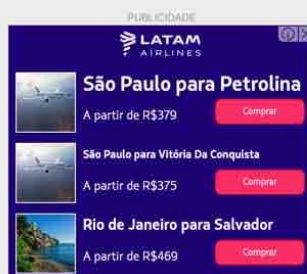 PUBLICIDADE
LATAM
AIRLINES
São Paulo para Petrolina
A partir de R$379
Comprar
São Paulo para Vitória Da Conquista
A partir de R$375
Comprar
Rio de Janeiro para Salvador
A partir de R$469
Comprar